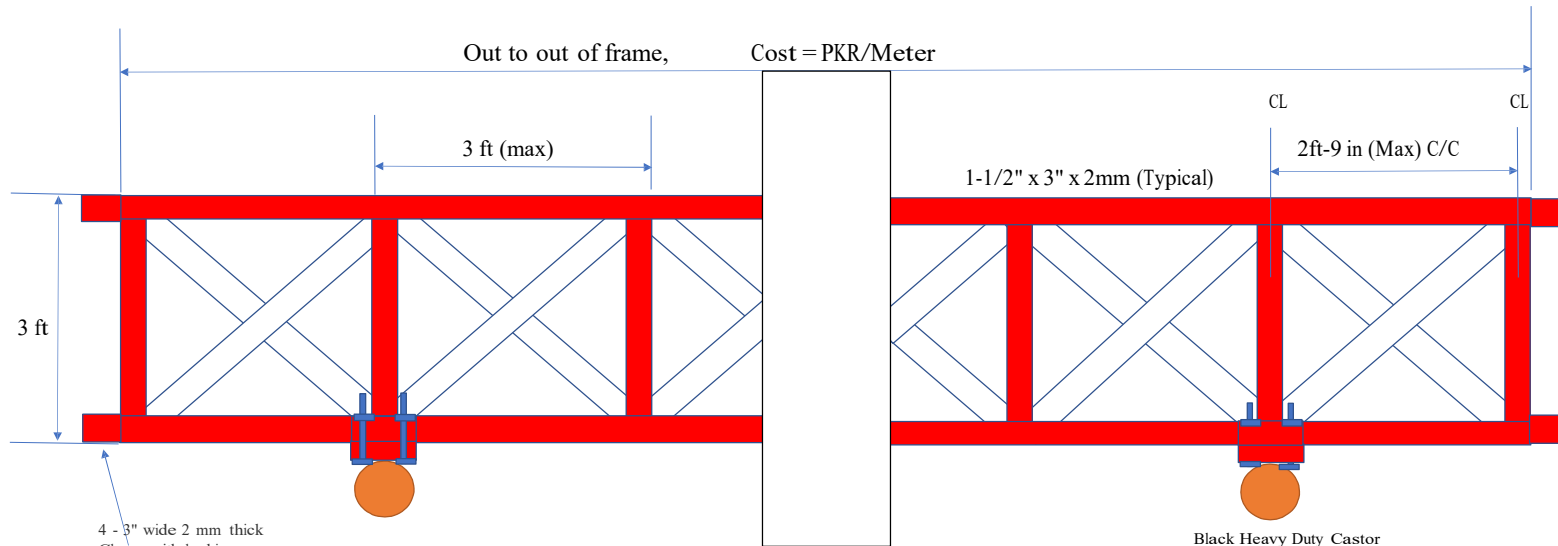 Out to out of frame, Cost = PKR/Meter
CL CL
3 ft (max)
2ft-9 in (Max) C/C
1-1/2" x 3" x 2mm (Typical)
3 ft
4 - 3" wide 2 mm thick
Black Heavy Duty Castor